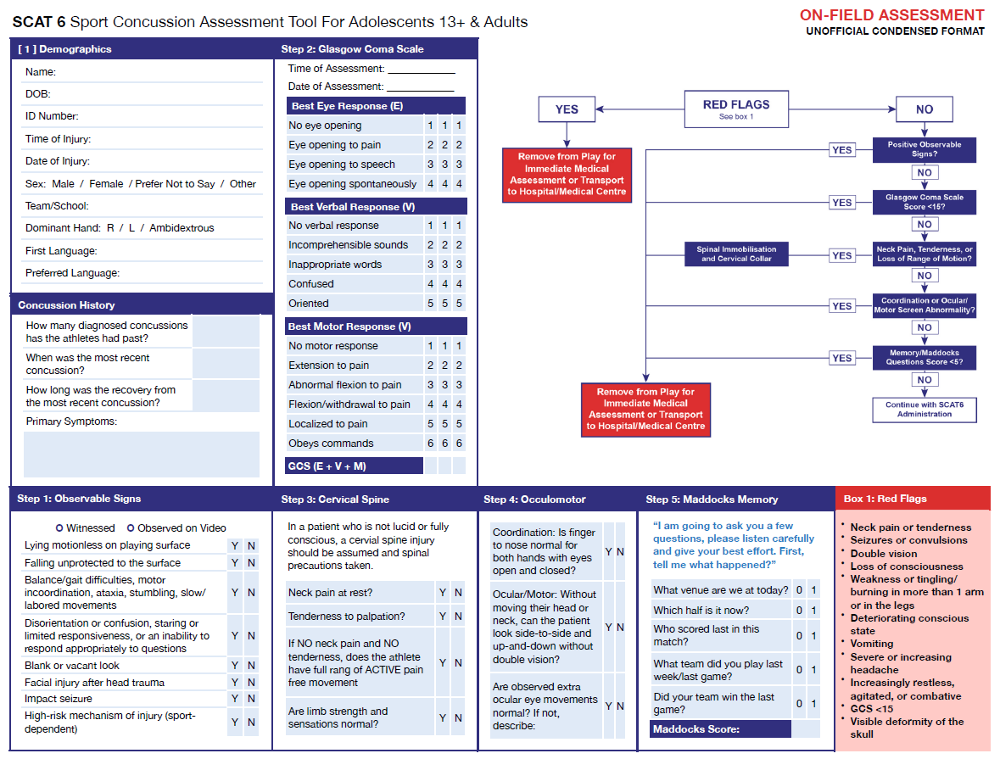 SCAT 6 Sport Concussion Assessment Tool For Adolescents 13+ & Adults
ON-FIELD ASSESSMENT
UNOFFICIAL CONDENSED FORMAT
[ 1 ] Demographics
Name:
DOB:
ID Number:
Time of Injury:
Date of Injury:
Sex: Male / Female / Prefer Not to Say / Other
Team/School:
Dominant Hand: R / L / Ambidextrous
First Language:
Preferred Language:
Concussion History
How many diagnosed concussions
has the athletes had past?
When was the most recent
concussion?
How long was the recovery from
the most recent concussion?
Primary Symptoms:
Step 2: Glasgow Coma Scale
Time of Assessment: ____________
Date of Assessment: ____________
Best Eye Response (E)
No eye opening 1 1 1
Eye opening to pain 2 2 2
Eye opening to speech 3 3 3
Eye opening spontaneously 4 4 4
Best Verbal Response (V)
No verbal response 1 1 1
Incomprehensible sounds 2 2 2
Inappropriate words 3 3 3
Confused 4 4 4
Oriented 5 5 5
Best Motor Response (V)
No motor response 1 1 1
Extension to pain 2 2 2
Abnormal flexion to pain 3 3 3
Flexion/withdrawal to pain 4 4 4
Localized to pain 5 5 5
Obeys commands 6 6 6
GCS (E + V + M)
YES
RED FLAGS
See box 1
NO
Remove from Play for
Immediate Medical
Assessment or Transport
to Hospital/Medical Centre
YES
Positive Observable
Signs?
NO
YES
Glasgow Coma Scale
Score <15?
NO
Spinal Immobilisation
and Cervical Collar
YES
Neck Pain, Tenderness, or
Loss of Range of Motion?
NO
YES
Coordination or Ocular/
Motor Screen Abnormality?
NO
YES
Memory/Maddocks
Questions Score <5?
NO
Remove from Play for
Immediate Medical
Assessment or Transport
to Hospital/Medical Centre
Continue with SCAT6
Administration
Step 1: Observable Signs
Witnessed Observed on Video
Lying motionless on playing surface Y N
Falling unprotected to the surface Y N
Balance/gait difficulties, motor
incoordination, ataxia, stumbling, slow/
labored movements Y N
Disorientation or confusion, staring or
limited responsiveness, or an inability to
respond appropriately to questions Y N
Blank or vacant look Y N
Facial injury after head trauma Y N
Impact seizure Y N
High-risk mechanism of injury (sport-
dependent) Y N
Step 3: Cervical Spine
In a patient who is not lucid or fully
conscious, a cervial spine injury
should be assumed and spinal
precautions taken.
Neck pain at rest? Y N
Tenderness to palpation? Y N
If NO neck pain and NO
tenderness, does the athlete
have full rang of ACTIVE pain
free movement Y N
Are limb strength and
sensations normal? Y N
Step 4: Occulomotor
Coordination: Is finger
to nose normal for
both hands with eyes
open and closed? Y N
Ocular/Motor: Without
moving their head or
neck, can the patient
look side-to-side and
up-and-down without
double vision? Y N
Are observed extra
ocular eye movements
normal? If not,
describe: Y N
Step 5: Maddocks Memory
“I am going to ask you a few
questions, please listen carefully
and give your best effort. First,
tell me what happened?”
What venue are we at today? 0 1
Which half is it now? 0 1
Who scored last in this
match? 0 1
What team did you play last
week/last game? 0 1
Did your team win the last
game? 0 1
Maddocks Score:
Box 1: Red Flags
• Neck pain or tenderness
• Seizures or convulsions
• Double vision
• Loss of consciousness
• Weakness or tingling/
burning in more than 1 arm
or in the legs
• Deteriorating conscious
state
• Vomiting
• Severe or increasing
headache
• Increasingly restless,
agitated, or combative
• GCS <15
• Visible deformity of the
skull